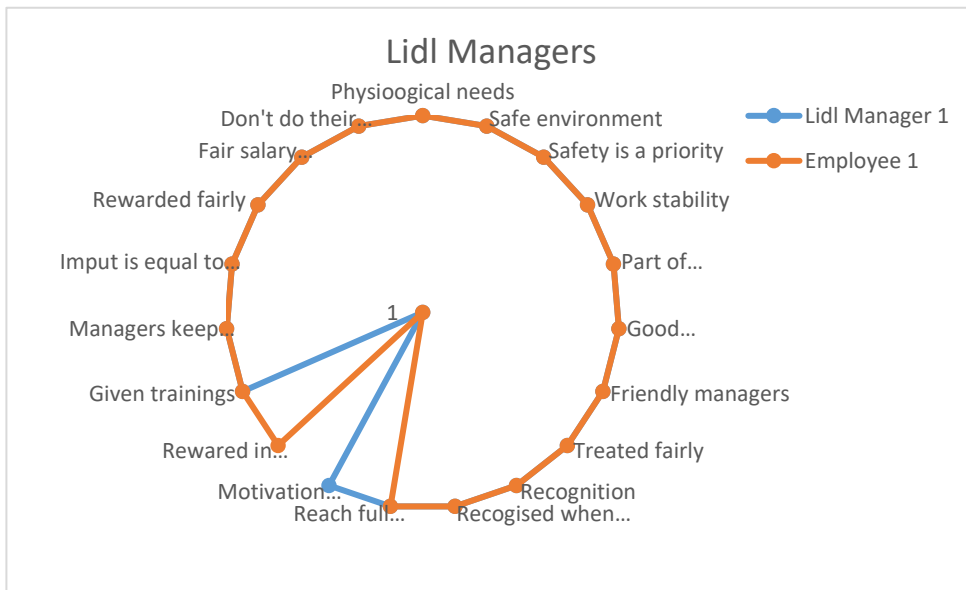 Lidl Managers
Physioogical needs
Safe environment
Safety is a priority
Work stability
Part of...
Good...
Friendly managers
Treated fairly
Recognition
Recogised when...
Reach full...
Motivation...
Rewared in...
Given trainings
Managers keep...
Imput is equal to...
Rewarded fairly
Fair salary...
Don't do their...
1
Lidl Manager 1
Employee 1